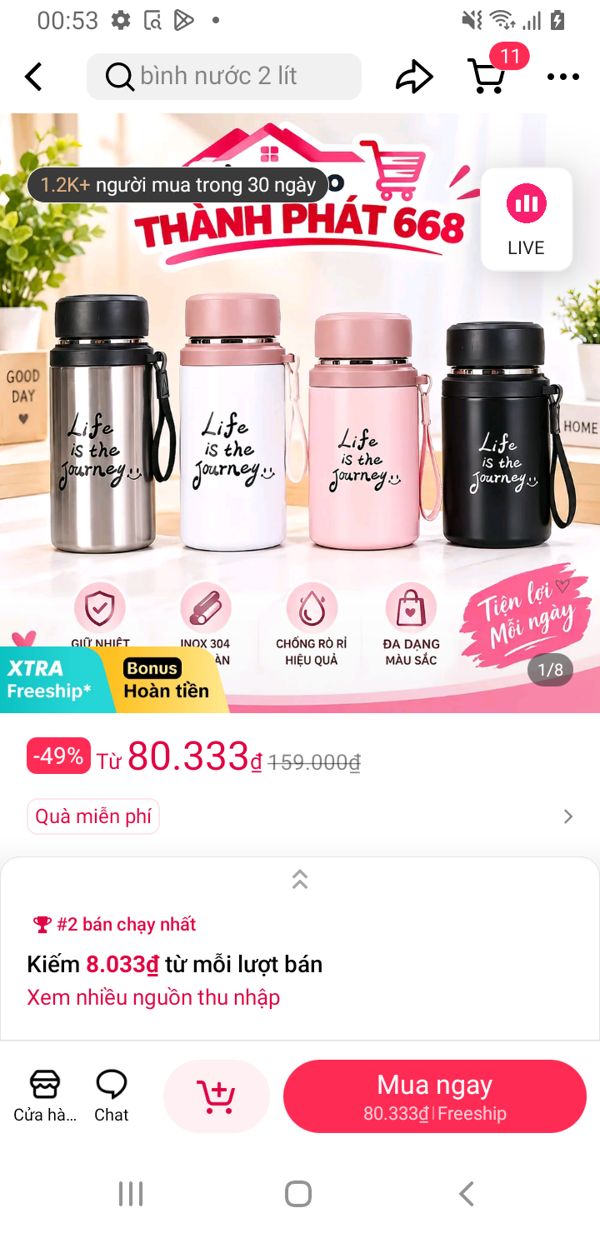 00:53
bình nước 2 lít
11
1.2K+ người mua trong 30 ngày
THÀNH PHÁT 668
LIVE
GOOD
DAY
HOME
Life
is the
Journey
Life
is the
Journey
Life
is the
Journey
Life
is the
Journey
GIỮ NHIỆT
INOX 304
CHỐNG RÒ RỈ
HIỆU QUẢ
ĐA DẠNG
MÀU SẮC
Tiện lợi
Mỗi ngày
1/8
XTRA
Freeship*
Bonus
Hoàn tiền
-49% Từ 80.333₫ 159.000₫
Quà miễn phí
#2 bán chạy nhất
Kiếm 8.033₫ từ mỗi lượt bán
Xem nhiều nguồn thu nhập
Cửa hà...
Chat
Mua ngay
80.333₫ | Freeship